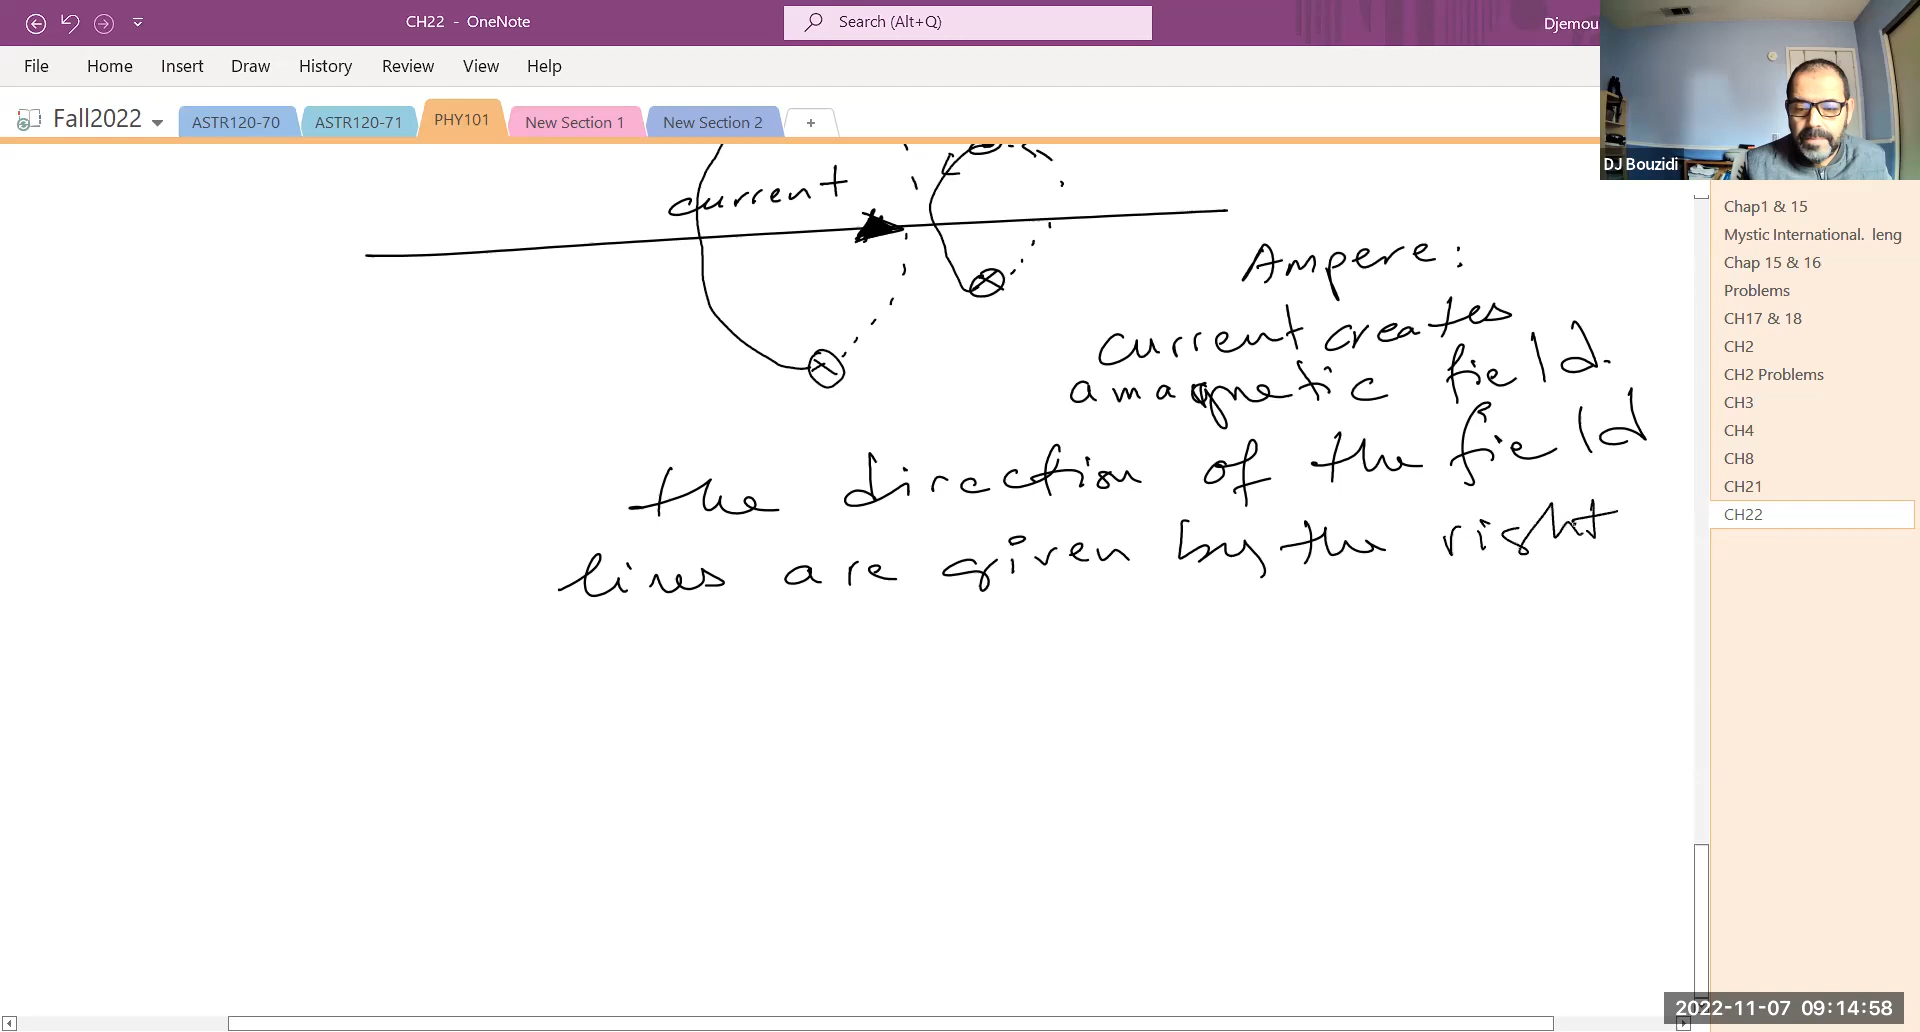 CH22 - OneNote
Search (Alt+Q)
Djemou
File Home Insert Draw History Review View Help
Fall2022 ASTR120-70 ASTR120-71 PHY101 New Section 1 New Section 2 +
DJ Bouzidi
current
Ampere:
current creates
a magnetic field.
the direction of the field
lines are given by the right
Chap1 & 15
Mystic International. leng
Chap 15 & 16
Problems
CH17 & 18
CH2
CH2 Problems
CH3
CH4
CH8
CH21
CH22
2022-11-07 09:14:58